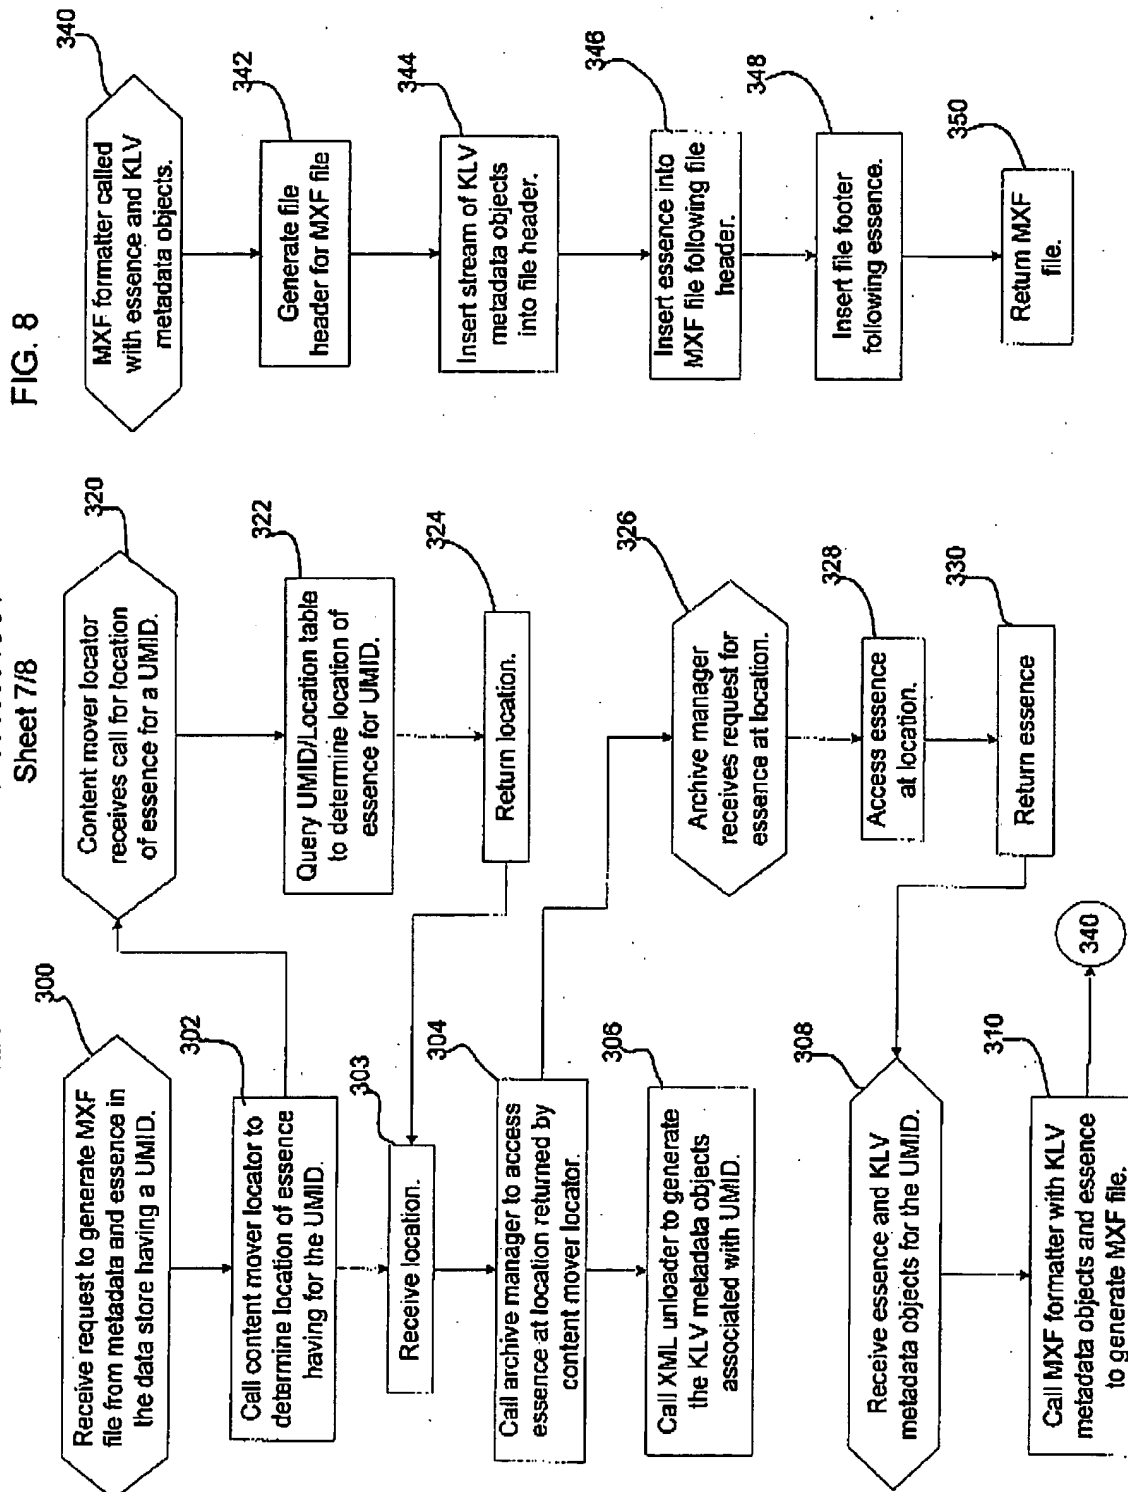 Sheet 7/8
300
Receive request to generate MXF
file from metadata and essence in
the data store having a UMID.
302
Call content mover locator to
determine location of essence
having for the UMID.
303
Receive location.
304
Call archive manager to access
essence at location returned by
content mover locator.
306
Call XML unloader to generate
the KLV metadata objects
associated with UMID.
308
Receive essence and KLV
metadata objects for the UMID.
310
Call MXF formatter with KLV
metadata objects and essence
to generate MXF file.
340
320
Content mover locator
receives call for location
of essence for a UMID.
322
Query UMID/Location table
to determine location of
essence for UMID.
324
Return location.
326
Archive manager
receives request for
essence at location.
328
Access essence
at location.
330
Return essence
FIG. 8
340
MXF formatter called
with essence and KLV
metadata objects.
342
Generate file
header for MXF file
344
Insert stream of KLV
metadata objects
into file header.
346
Insert essence into
MXF file following file
header.
348
Insert file footer
following essence.
350
Return MXF
file.